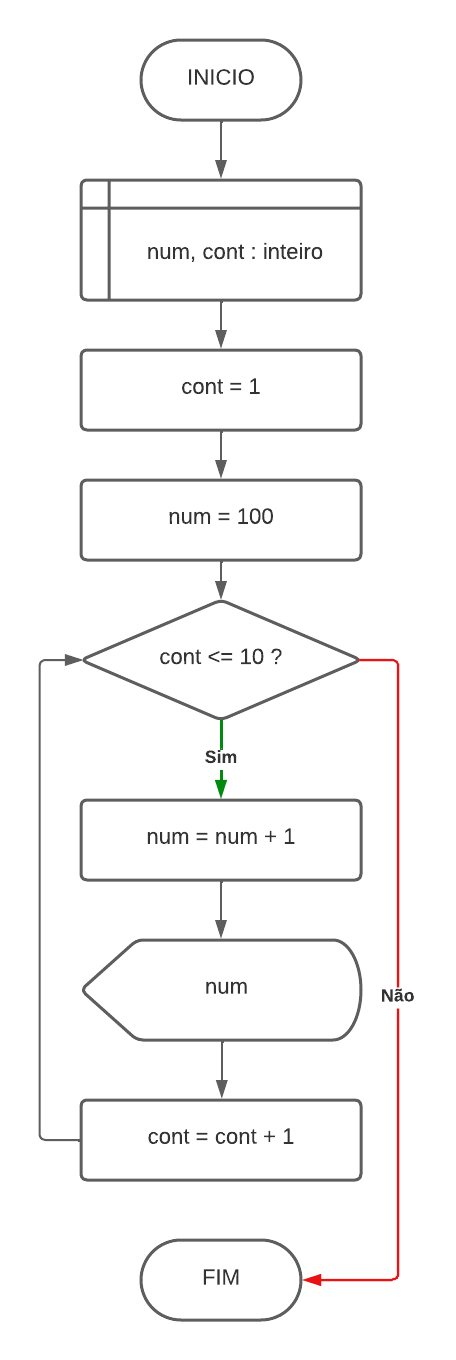 INICIO
num, cont : inteiro
cont = 1
num = 100
cont <= 10 ?
Sim
num = num + 1
num
Não
cont = cont + 1
FIM